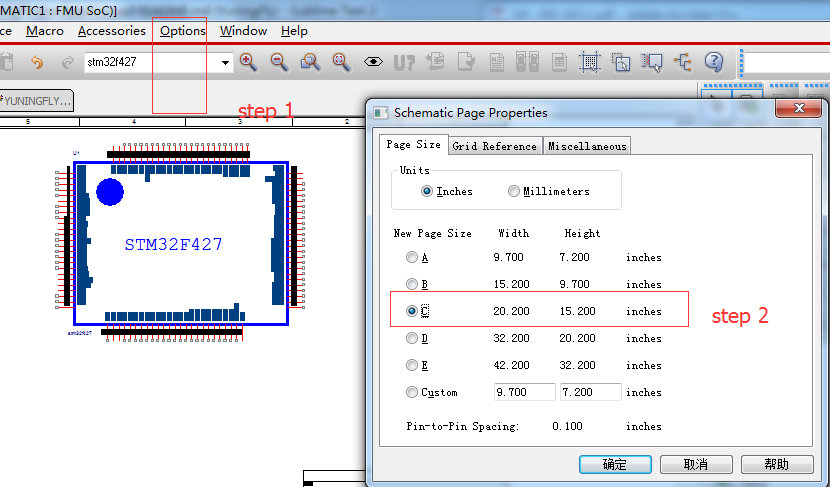 MATIC1 : FMU SoC)]
ce Macro Accessories Options Window Help
stm32f427
U?
YUNINGFLY...
step 1
5 4 3 2
U1
STM32F427
stm32f427
Schematic Page Properties
Page Size Grid Reference Miscellaneous
Units
Inches Millimeters
New Page Size Width Height
A 9.700 7.200 inches
B 15.200 9.700 inches
C 20.200 15.200 inches
step 2
D 32.200 20.200 inches
E 42.200 32.200 inches
Custom 9.700 7.200 inches
Pin-to-Pin Spacing: 0.100 inches
确定 取消 帮助